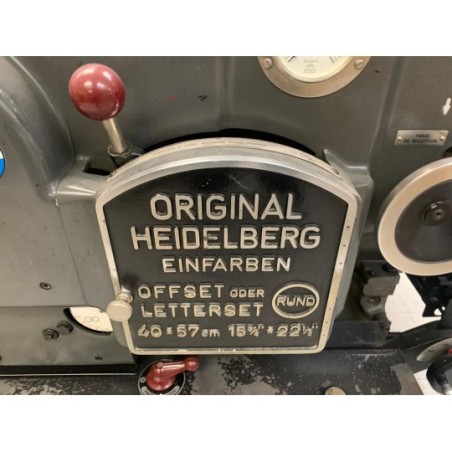 ORIGINAL
HEIDELBERG
EINFARBEN
OFFSET ODER
LETTERSET
RUND
40 x 57 cm 15¾" x 22½"